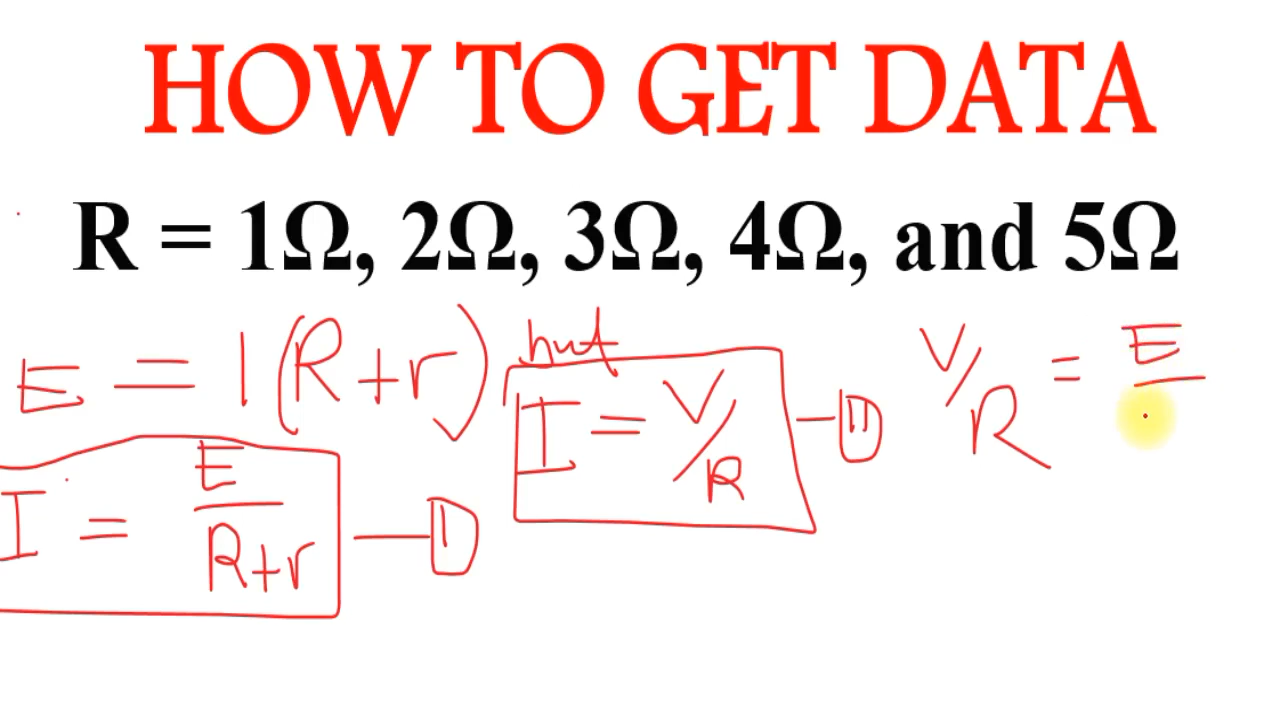 HOW TO GET DATA
R = 1Ω, 2Ω, 3Ω, 4Ω, and 5Ω
E = I(R+r) but
I = V/R —(II)
V/R = E/
I = E/(R+r) —(I)